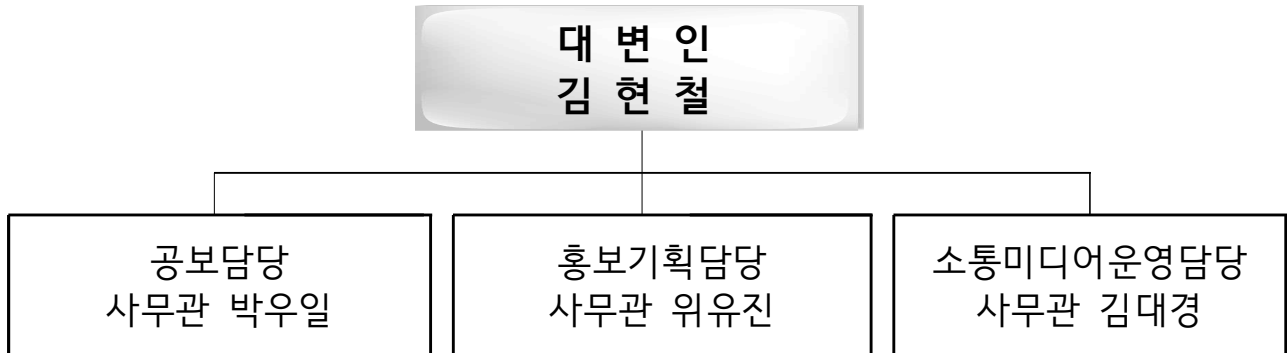 대 변 인
김 현 철
공보담당
사무관 박우일
홍보기획담당
사무관 위유진
소통미디어운영담당
사무관 김대경